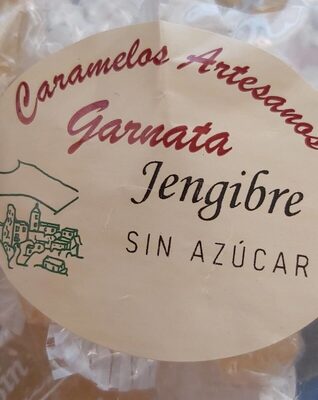 Caramelos Artesanos
Garnata
Jengibre
SIN AZÚCAR